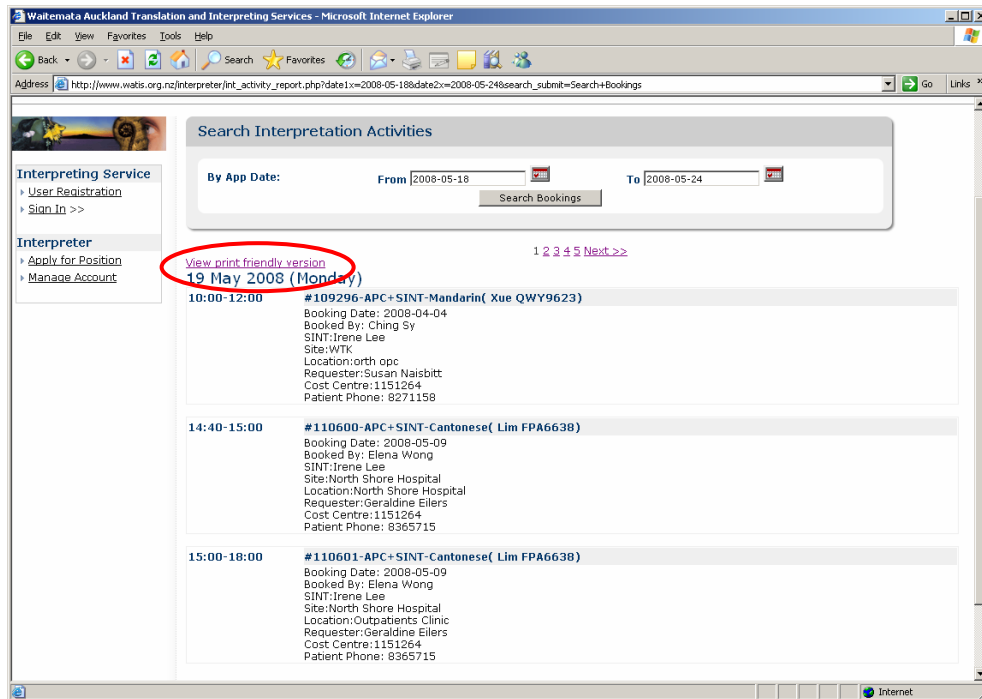 Waitemata Auckland Translation and Interpreting Services - Microsoft Internet Explorer
File Edit View Favorites Tools Help
Back Search Favorites
Address http://www.watis.org.nz/interpreter/int_activity_report.php?date1x=2008-05-18&date2x=2008-05-24&search_submit=Search+Bookings Go Links »
Search Interpretation Activities
By App Date: From 2008-05-18 To 2008-05-24
Search Bookings
Interpreting Service
User Registration
Sign In >>
Interpreter
Apply for Position
Manage Account
1 2 3 4 5 Next >>
View print friendly version
19 May 2008 (Monday)
10:00-12:00 #109296-APC+SINT-Mandarin( Xue QWY9623)
Booking Date: 2008-04-04
Booked By: Ching Sy
SINT:Irene Lee
Site:WTK
Location:orth opc
Requester:Susan Naisbitt
Cost Centre:1151264
Patient Phone: 8271158
14:40-15:00 #110600-APC+SINT-Cantonese( Lim FPA6638)
Booking Date: 2008-05-09
Booked By: Elena Wong
SINT:Irene Lee
Site:North Shore Hospital
Location:North Shore Hospital
Requester:Geraldine Eilers
Cost Centre:1151264
Patient Phone: 8365715
15:00-18:00 #110601-APC+SINT-Cantonese( Lim FPA6638)
Booking Date: 2008-05-09
Booked By: Elena Wong
SINT:Irene Lee
Site:North Shore Hospital
Location:Outpatients Clinic
Requester:Geraldine Eilers
Cost Centre:1151264
Patient Phone: 8365715
Internet